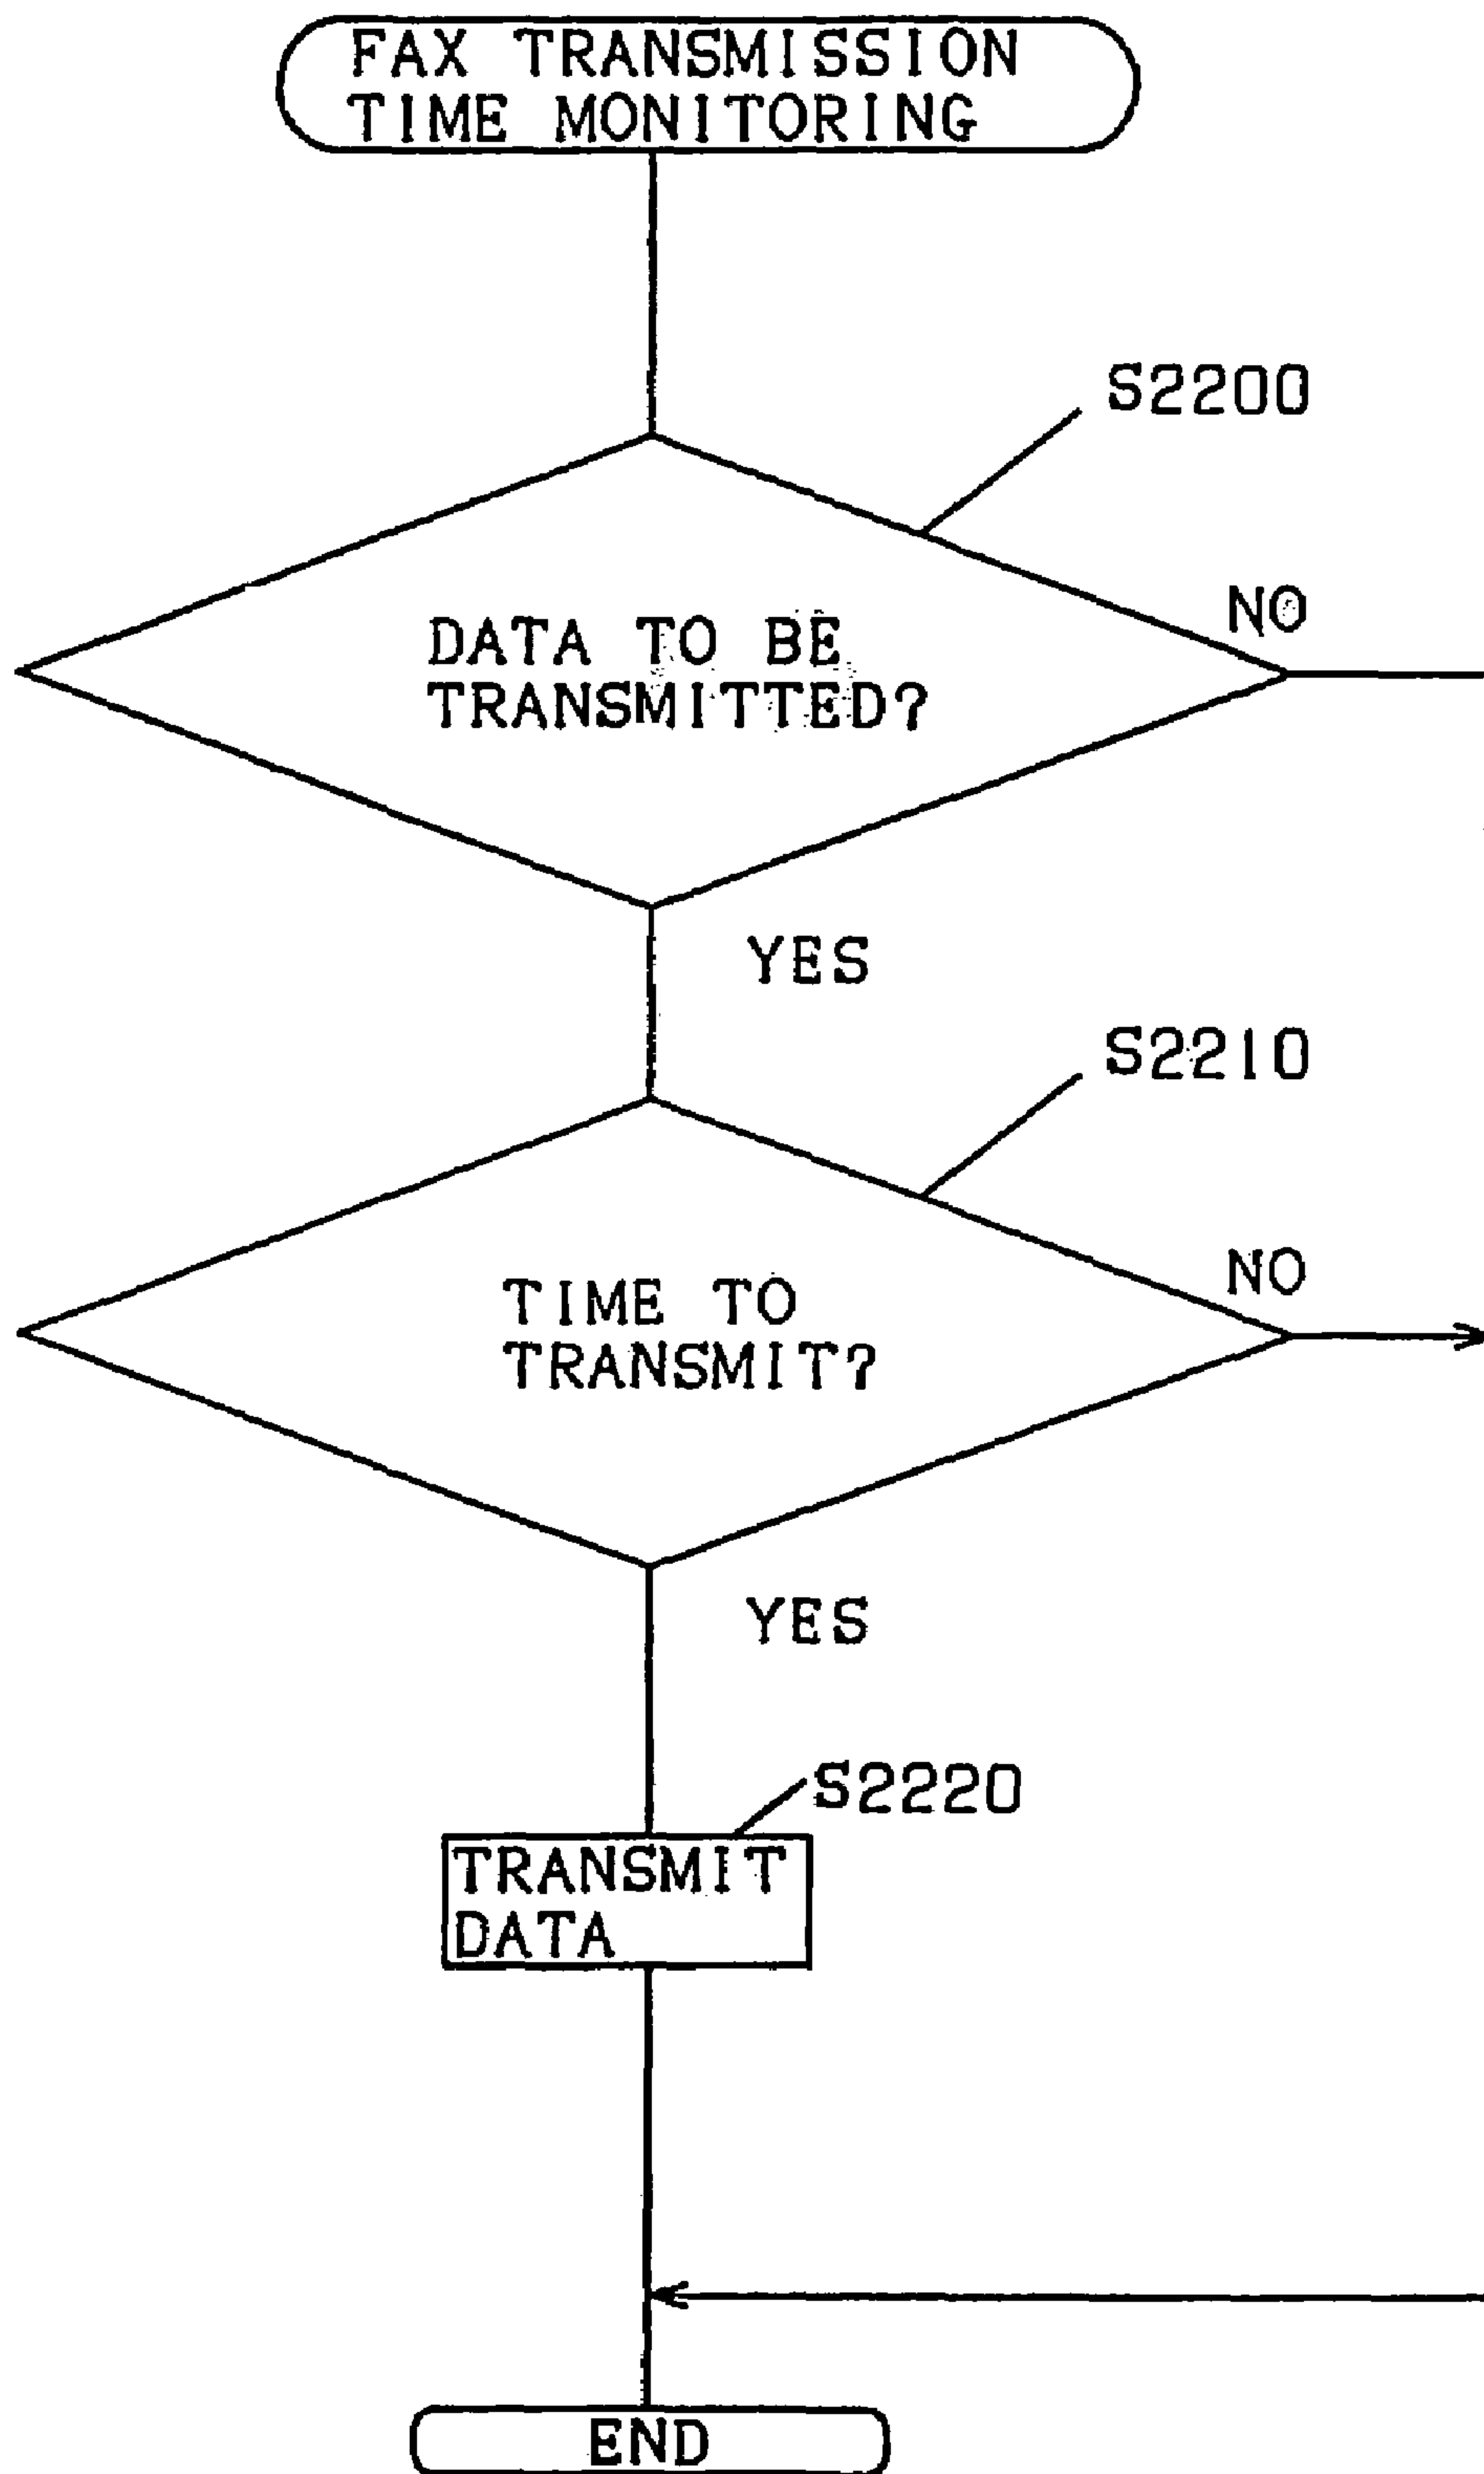 FAX TRANSMISSION
TIME MONITORING
S2200
NO
DATA TO BE
TRANSMITTED?
YES
S2210
NO
TIME TO
TRANSMIT?
YES
S2220
TRANSMIT
DATA
END